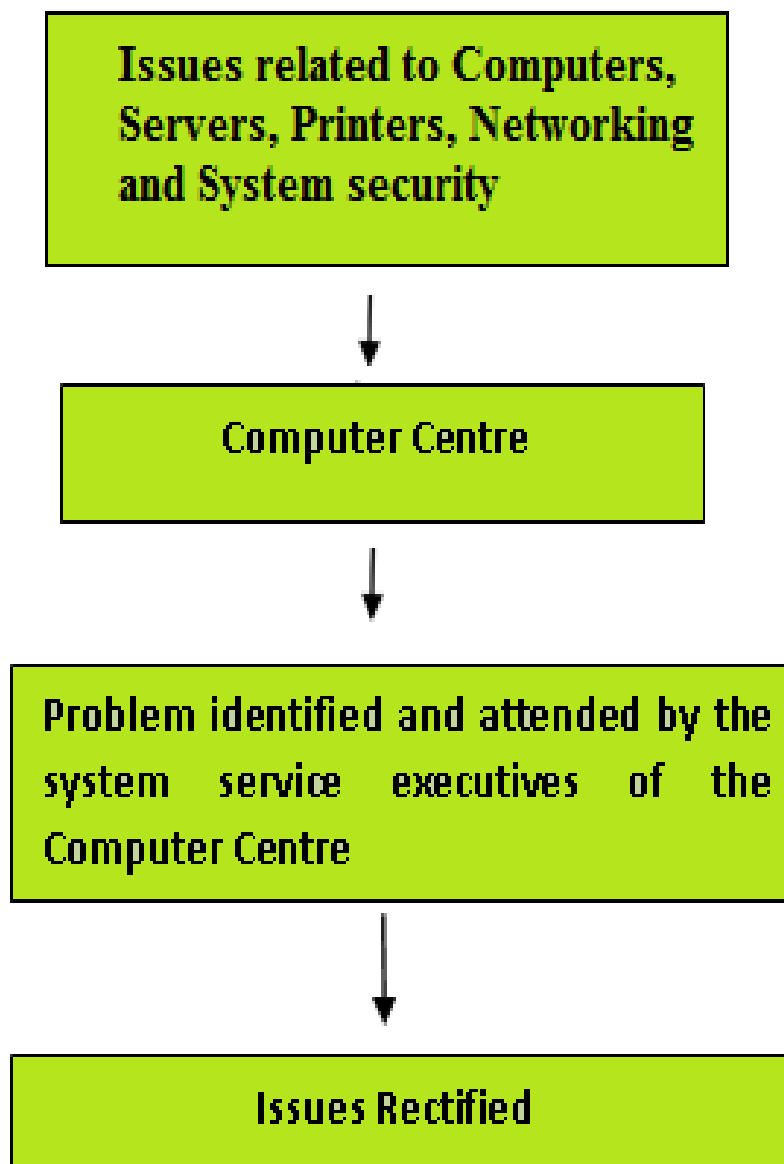 Issues related to Computers,
Servers, Printers, Networking
and System security
Computer Centre
Problem identified and attended by the
system service executives of the
Computer Centre
Issues Rectified